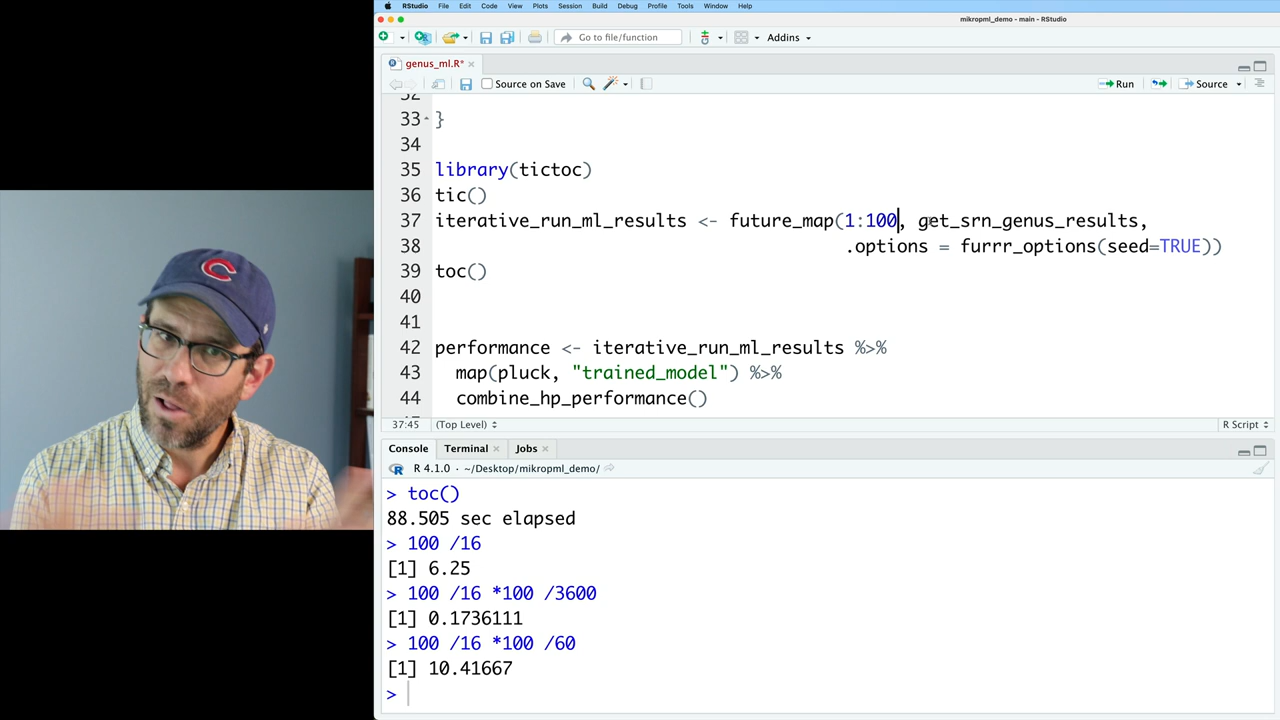 RStudio File Edit Code View Plots Session Build Debug Profile Tools Window Help
mikropml_demo - main - RStudio
Go to file/function Addins
genus_ml.R*
Source on Save Run Source
32
33 }
34
35 library(tictoc)
36 tic()
37 iterative_run_ml_results <- future_map(1:100, get_srn_genus_results,
38 .options = furrr_options(seed=TRUE))
39 toc()
40
41
42 performance <- iterative_run_ml_results %>%
43 map(pluck, "trained_model") %>%
44 combine_hp_performance()
37:45 (Top Level) R Script
Console Terminal Jobs
R 4.1.0 · ~/Desktop/mikropml_demo/
> toc()
88.505 sec elapsed
> 100 /16
[1] 6.25
> 100 /16 *100 /3600
[1] 0.1736111
> 100 /16 *100 /60
[1] 10.41667
>